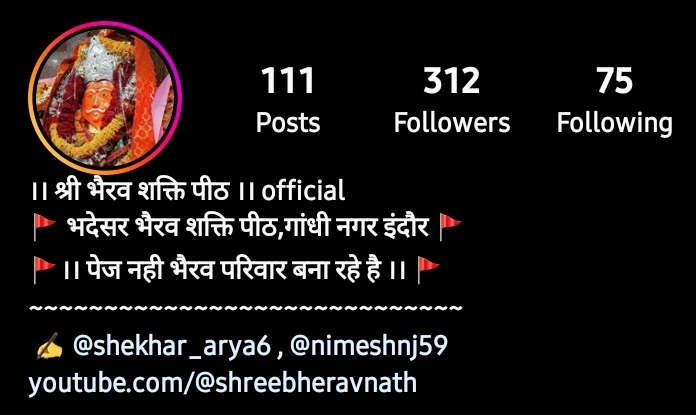 111 312 75
Posts Followers Following
।। श्री भैरव शक्ति पीठ ।। official
🚩 भदेसर भैरव शक्ति पीठ,गांधी नगर इंदौर 🚩
🚩 ।। पेज नही भैरव परिवार बना रहे है ।। 🚩
~~~~~~~~~~~~~~~~~~~~~~~~~~~~~
✍️ @shekhar_arya6 , @nimeshnj59
youtube.com/@shreebheravnath